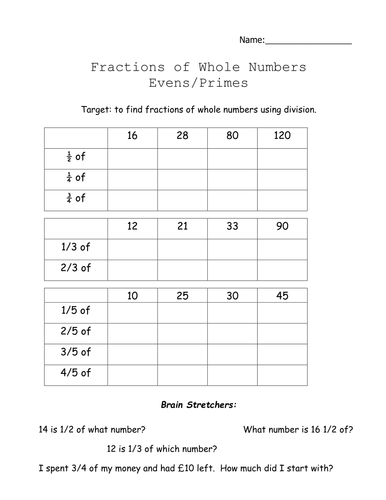 Name:_________________
Fractions of Whole Numbers
Evens/Primes
Target: to find fractions of whole numbers using division.
16 28 80 120
½ of
¼ of
¾ of
12 21 33 90
1/3 of
2/3 of
10 25 30 45
1/5 of
2/5 of
3/5 of
4/5 of
Brain Stretchers:
14 is 1/2 of what number? What number is 16 1/2 of?
12 is 1/3 of which number?
I spent 3/4 of my money and had £10 left. How much did I start with?